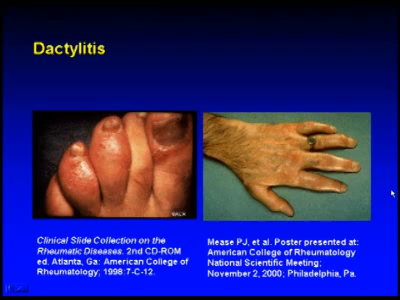 Dactylitis
©ACR
Clinical Slide Collection on the
Rheumatic Diseases. 2nd CD-ROM
ed. Atlanta, Ga: American College of
Rheumatology; 1998:7-C-12.
Mease PJ, et al. Poster presented at:
American College of Rheumatology
National Scientific Meeting;
November 2, 2000; Philadelphia, Pa.